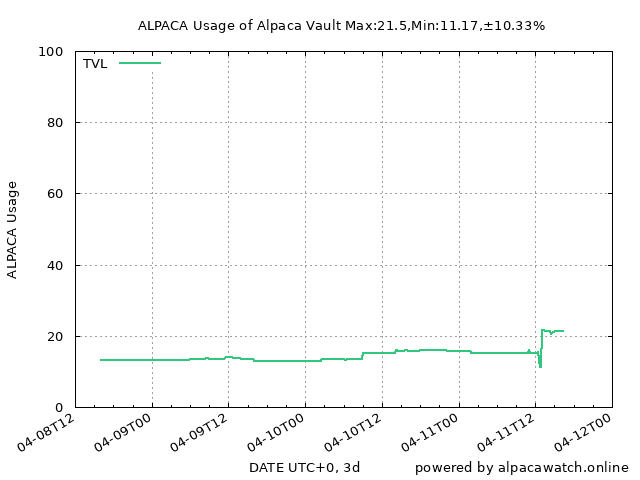 ALPACA Usage of Alpaca Vault Max:21.5,Min:11.17,±10.33%
100
TVL
80
60
ALPACA Usage
40
20
0
04-08T12
04-09T00
04-09T12
04-10T00
04-10T12
04-11T00
04-11T12
04-12T00
DATE UTC+0, 3d
powered by alpacawatch.online